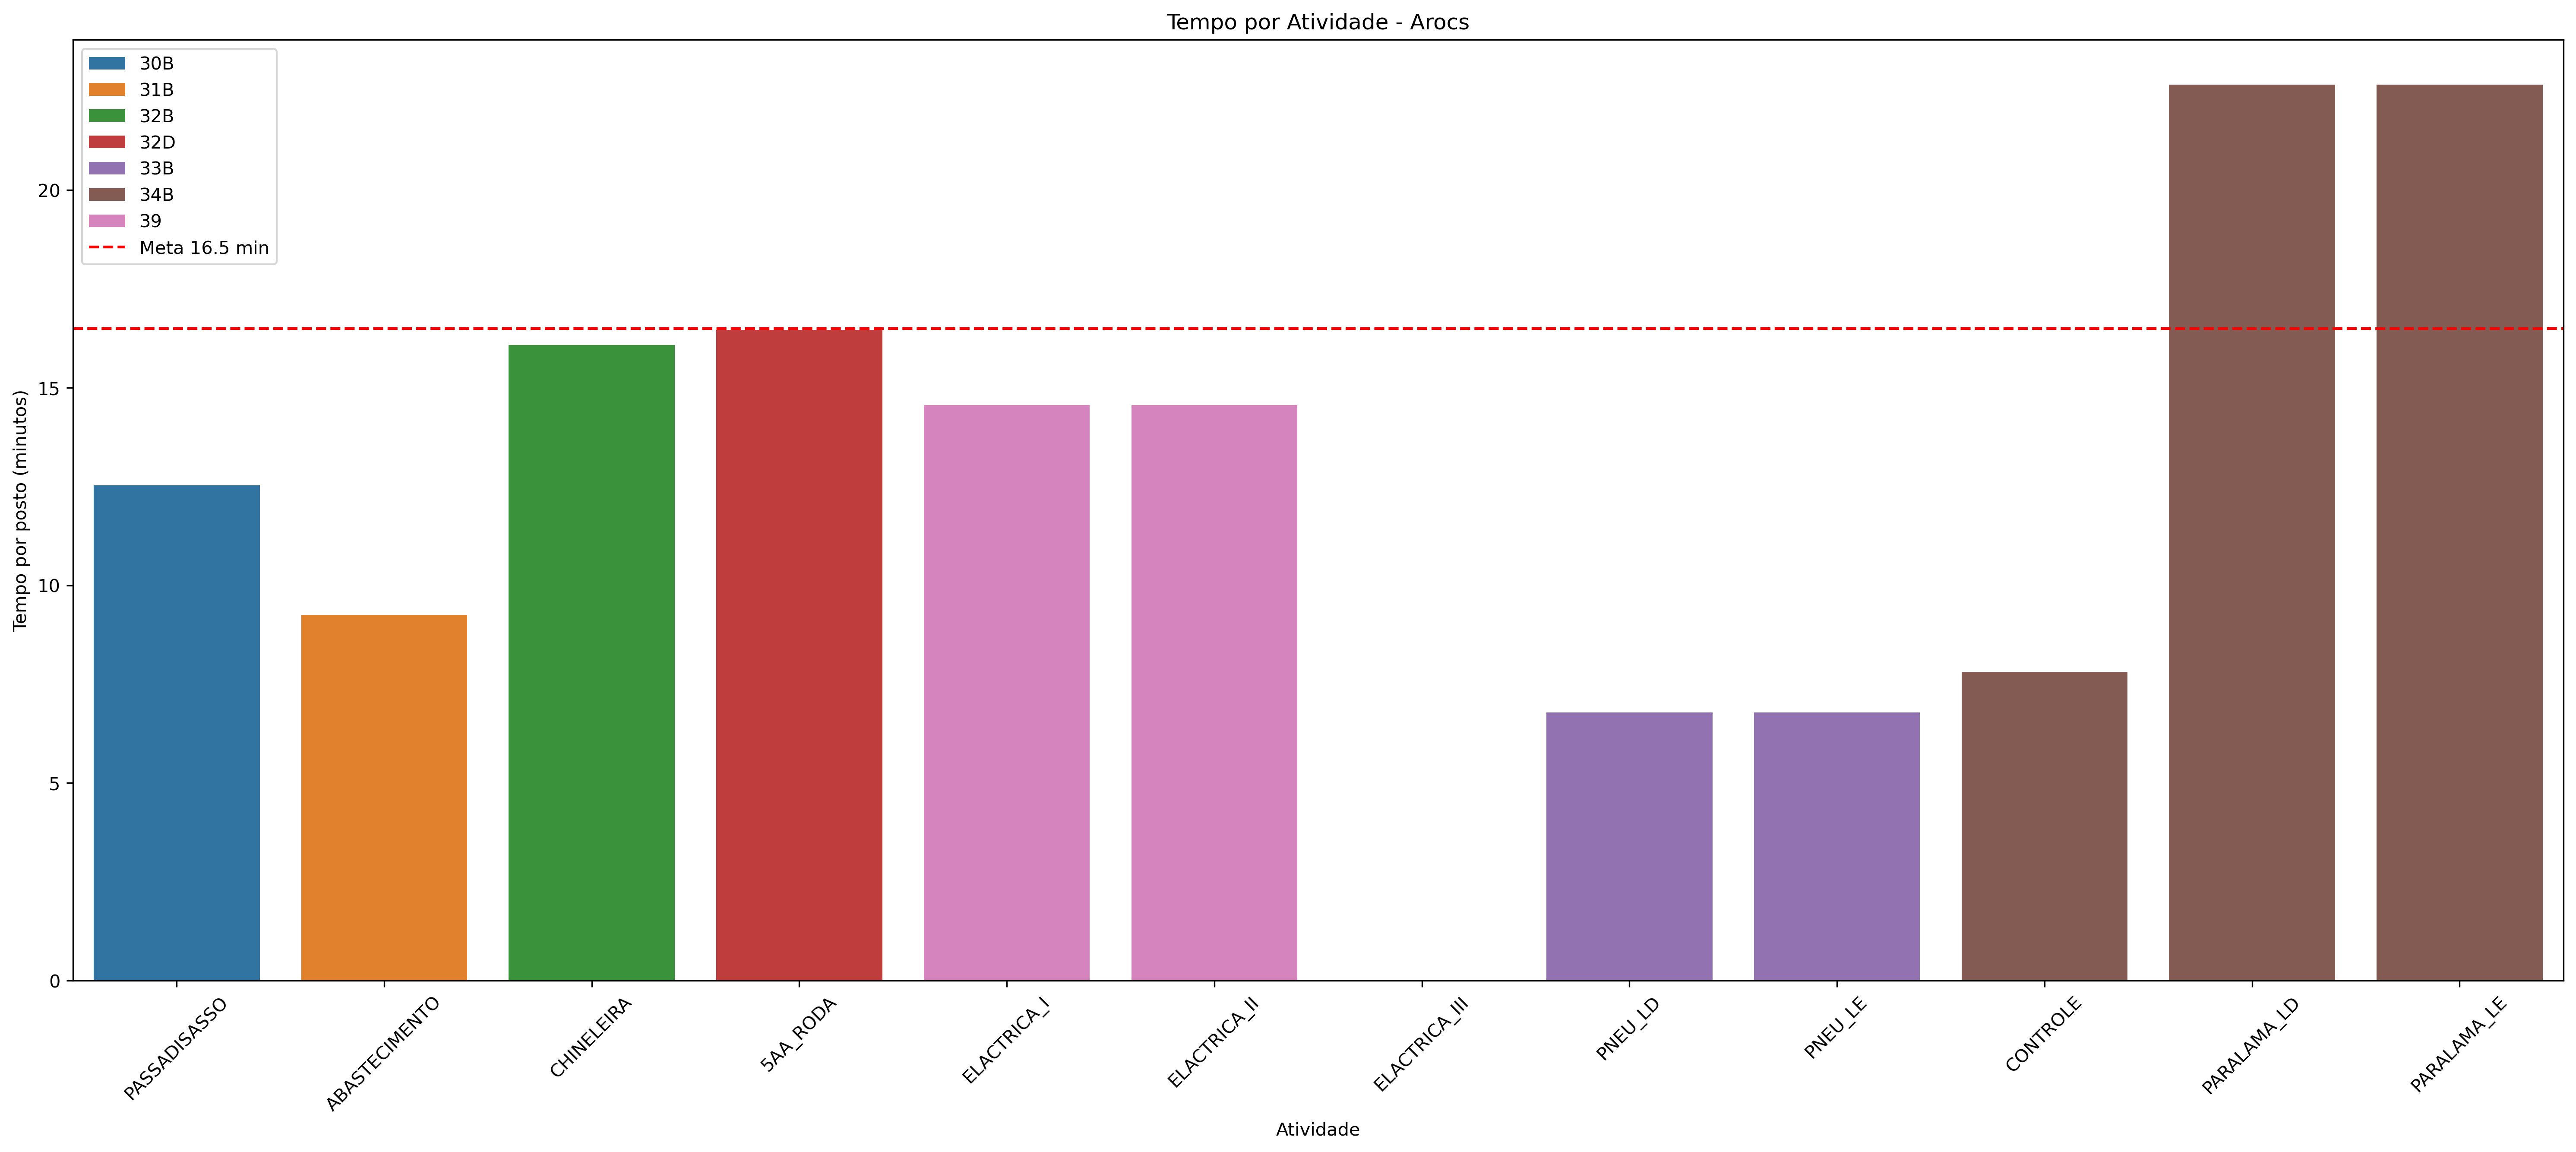 Tempo por Atividade - Arocs
30B
31B
32B
32D
33B
34B
39
Meta 16.5 min
Tempo por posto (minutos)
20
15
10
5
0
PASSADISASSO
ABASTECIMENTO
CHINELEIRA
5AA_RODA
ELACTRICA_I
ELACTRICA_II
ELACTRICA_III
PNEU_LD
PNEU_LE
CONTROLE
PARALAMA_LD
PARALAMA_LE
Atividade